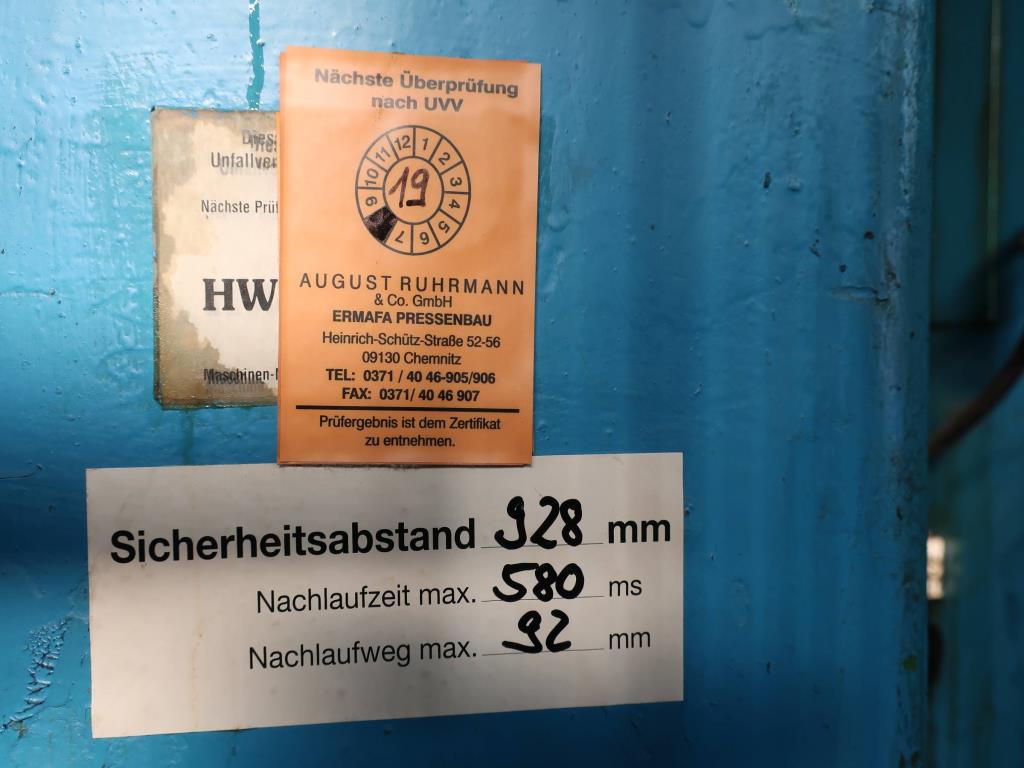 Nächste Überprüfung
nach UVV
12 1 2 3 4 5 6 7 9 10 11
19
AUGUST RUHRMANN
& Co. GmbH
ERMAFA PRESSENBAU
Heinrich-Schütz-Straße 52-56
09130 Chemnitz
TEL: 0371 / 40 46-905/906
FAX: 0371/ 40 46 907
Prüfergebnis ist dem Zertifikat
zu entnehmen.
Unfallver
Nächste Prüf
HW
Maschinen-
Sicherheitsabstand 928 mm
Nachlaufzeit max. 580 ms
Nachlaufweg max. 92 mm